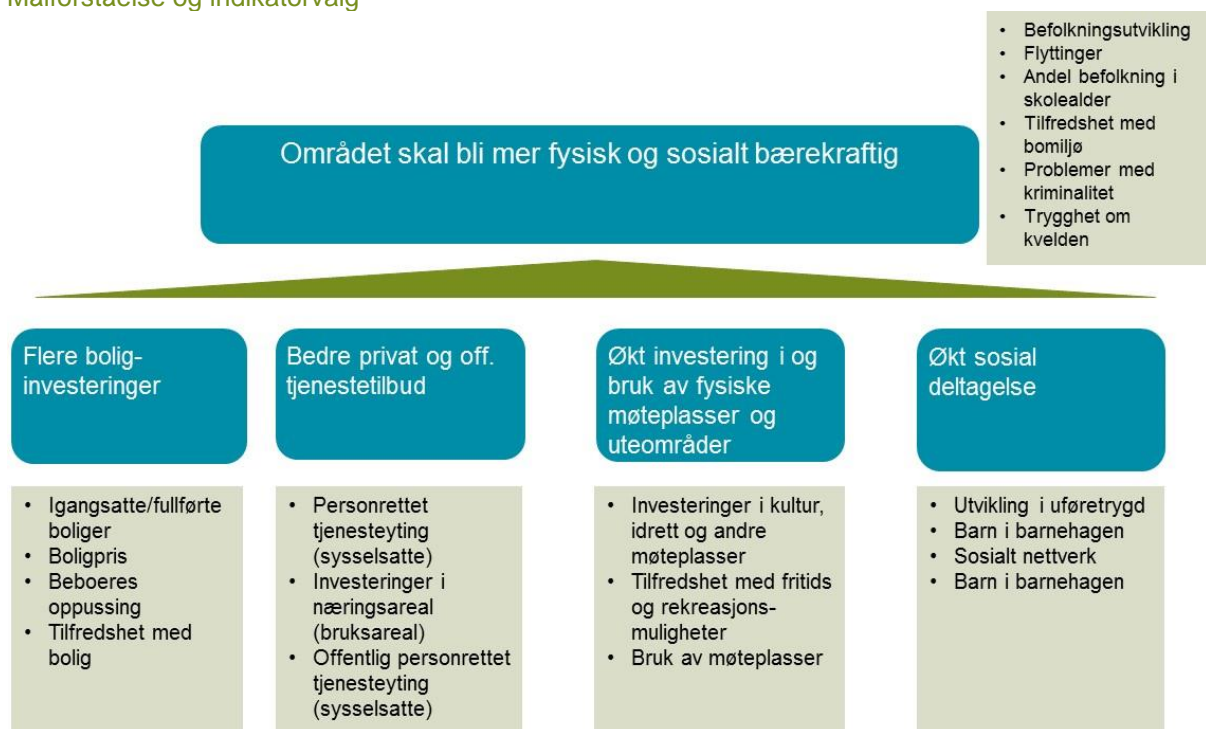 Målforståelse og indikatorvalg
• Befolkningsutvikling
• Flyttinger
• Andel befolkning i
skolealder
• Tilfredshet med
bomiljø
• Problemer med
kriminalitet
• Trygghet om
kvelden
Området skal bli mer fysisk og sosialt bærekraftig
Flere bolig-
investeringer
• Igangsatte/fullførte
boliger
• Boligpris
• Beboeres
oppussing
• Tilfredshet med
bolig
Bedre privat og off.
tjenestetilbud
• Personrettet
tjenesteyting
(sysselsatte)
• Investeringer i
næringsareal
(bruksareal)
• Offentlig personrettet
tjenesteyting
(sysselsatte)
Økt investering i og
bruk av fysiske
møteplasser og
uteområder
• Investeringer i kultur,
idrett og andre
møteplasser
• Tilfredshet med fritids
og rekreasjons-
muligheter
• Bruk av møteplasser
Økt sosial
deltagelse
• Utvikling i uføretrygd
• Barn i barnehagen
• Sosialt nettverk
• Barn i barnehagen